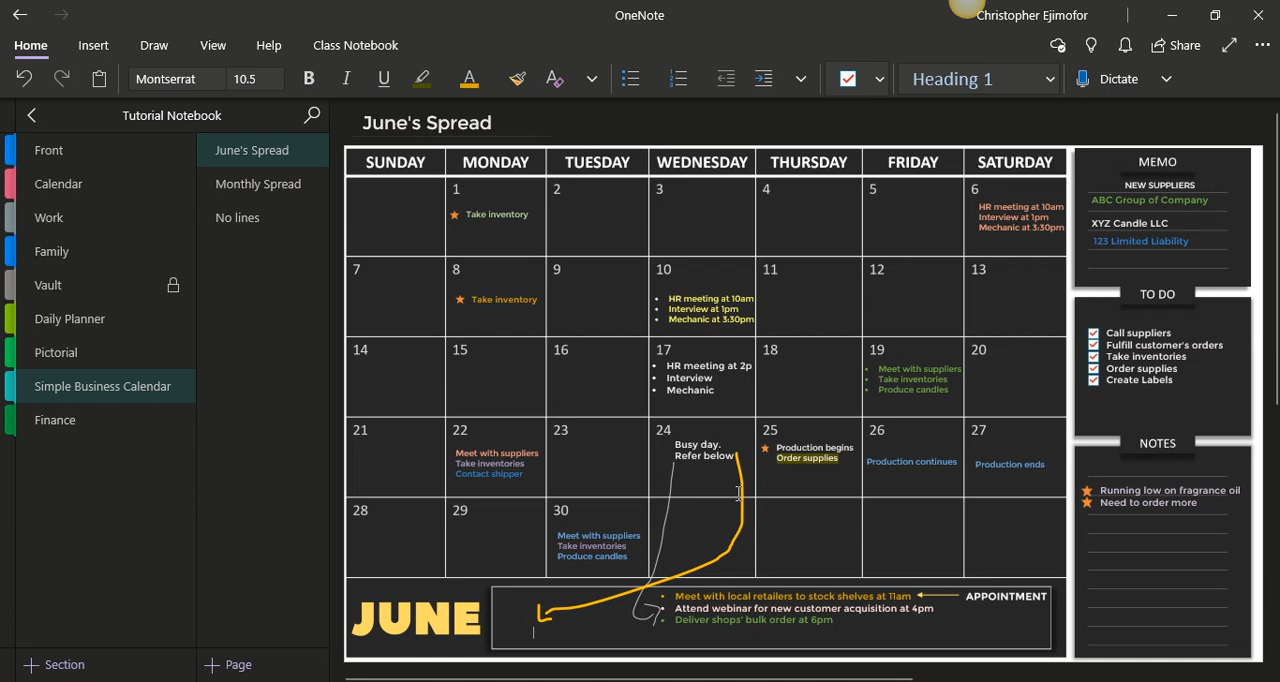 OneNote
Christopher Ejimofor
Home
Insert
Draw
View
Help
Class Notebook
Share
Montserrat
10.5
B
I
U
A
A
Heading 1
Dictate
Tutorial Notebook
Front
Calendar
Work
Family
Vault
Daily Planner
Pictorial
Simple Business Calendar
Finance
Section
June's Spread
Monthly Spread
No lines
Page
June's Spread
SUNDAY MONDAY TUESDAY WEDNESDAY THURSDAY FRIDAY SATURDAY
1
Take inventory
2
3
4
5
6
HR meeting at 10am
Interview at 1pm
Mechanic at 3:30pm
7
8
Take inventory
9
10
HR meeting at 10am
Interview at 1pm
Mechanic at 3:30pm
11
12
13
14
15
16
17
HR meeting at 2p
Interview
Mechanic
18
19
Meet with suppliers
Take inventories
Produce candles
20
21
22
Meet with suppliers
Take inventories
Contact shipper
23
24
Busy day.
Refer below
25
Production begins
Order supplies
26
Production continues
27
Production ends
28
29
30
Meet with suppliers
Take inventories
Produce candles
JUNE
Meet with local retailers to stock shelves at 11am
APPOINTMENT
Attend webinar for new customer acquisition at 4pm
Deliver shops' bulk order at 6pm
MEMO
NEW SUPPLIERS
ABC Group of Company
XYZ Candle LLC
123 Limited Liability
TO DO
Call suppliers
Fulfill customer's orders
Take inventories
Order supplies
Create Labels
NOTES
Running low on fragrance oil
Need to order more